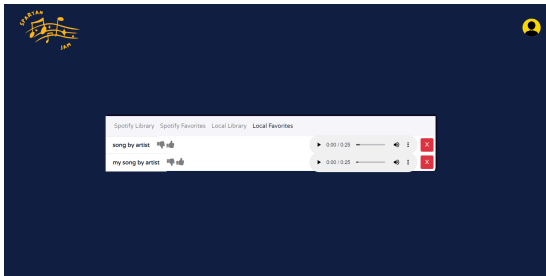 SPARTAN
JAM
Spotify Library Spotify Favorites Local Library Local Favorites
song by artist 0:00 / 0:25 X
my song by artist 0:00 / 0:25 X